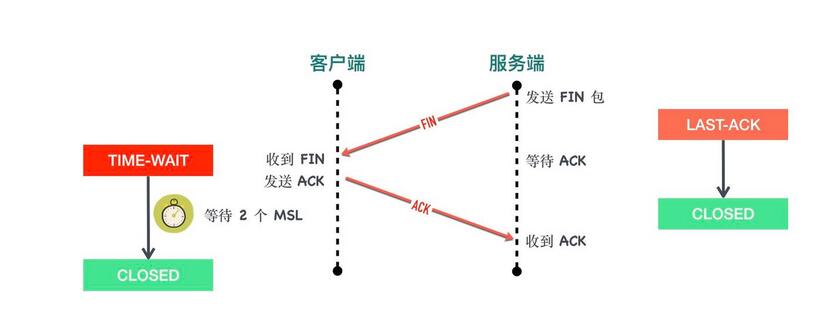 客户端
服务端
发送 FIN 包
FIN
LAST-ACK
TIME-WAIT
收到 FIN
等待 ACK
发送 ACK
ACK
等待 2 个 MSL
CLOSED
收到 ACK
CLOSED